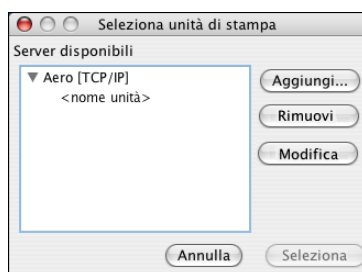 Seleziona unità di stampa
Server disponibili
Aero [TCP/IP]
<nome unità>
Aggiungi...
Rimuovi
Modifica
Annulla
Seleziona